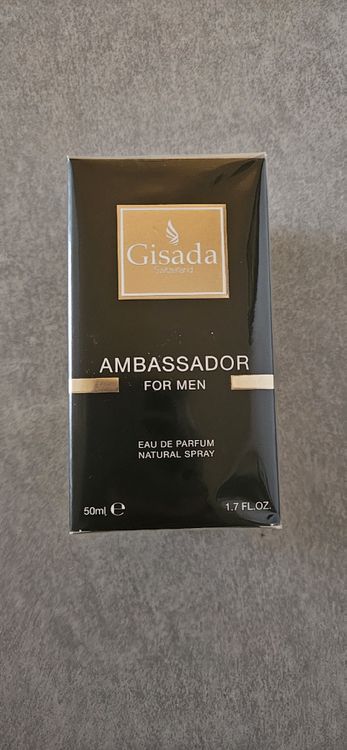 Gisada
Switzerland
AMBASSADOR
FOR MEN
EAU DE PARFUM
NATURAL SPRAY
50ml ℮
1.7 FL.OZ.